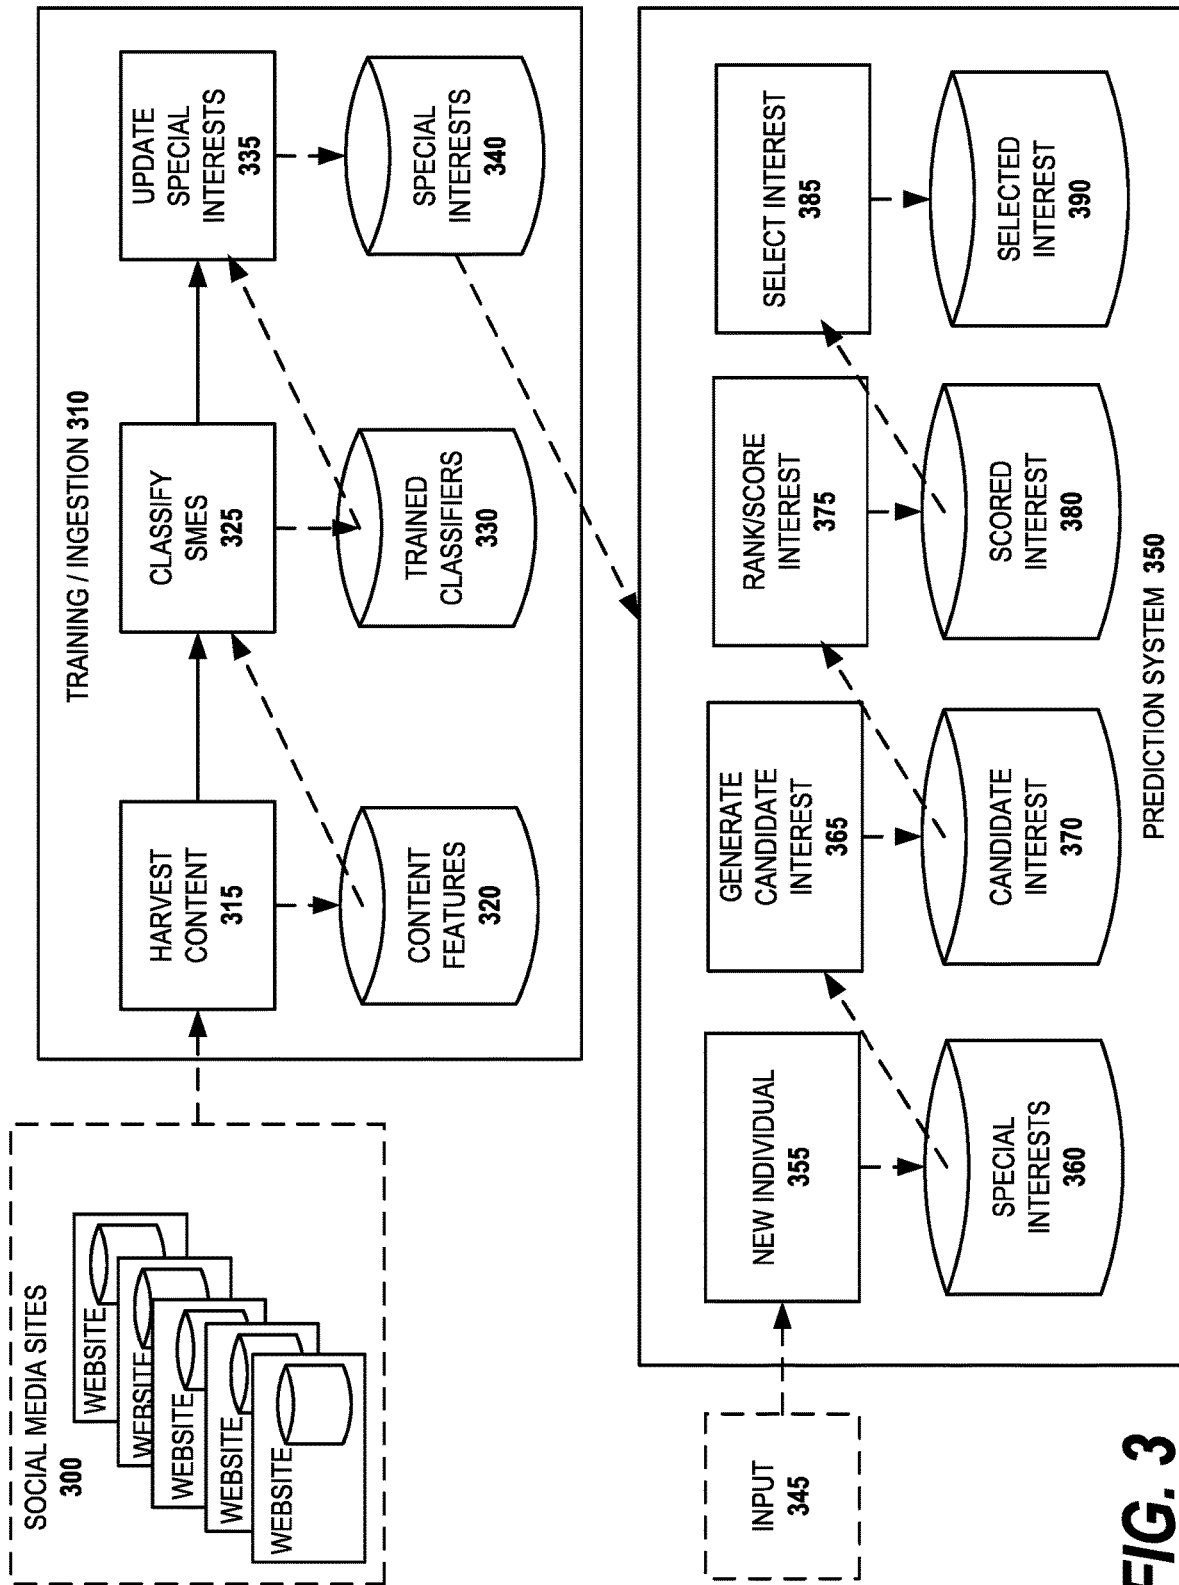 SOCIAL MEDIA SITES
300
WEBSITE
WEBSITE
WEBSITE
WEBSITE
WEBSITE
TRAINING / INGESTION 310
HARVEST
CONTENT
315
CLASSIFY
SMES
325
UPDATE
SPECIAL
INTERESTS
335
CONTENT
FEATURES
320
TRAINED
CLASSIFIERS
330
SPECIAL
INTERESTS
340
INPUT
345
NEW INDIVIDUAL
355
GENERATE
CANDIDATE
INTEREST
365
RANK/SCORE
INTEREST
375
SELECT INTEREST
385
SPECIAL
INTERESTS
360
CANDIDATE
INTEREST
370
SCORED
INTEREST
380
SELECTED
INTEREST
390
PREDICTION SYSTEM 350
FIG. 3